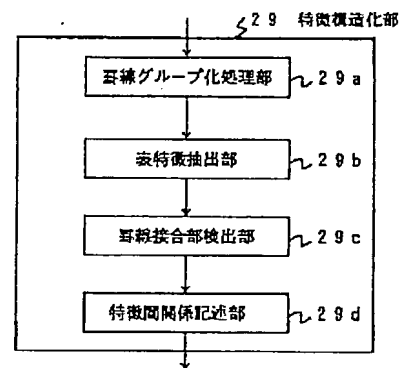 29 特徴構造化部
罫線グループ化処理部 29a
表特徴抽出部 29b
罫線接合部検出部 29c
特徴間関係記述部 29d